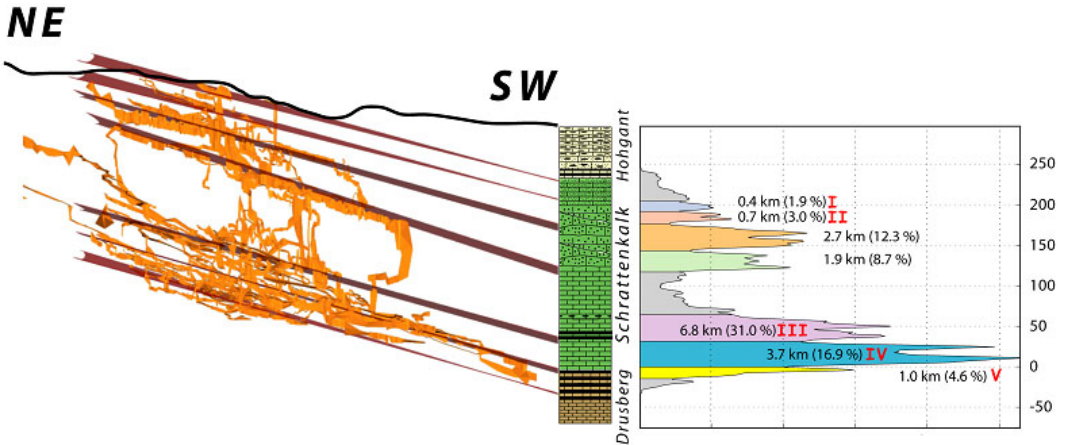 NE
SW
Hohgant
Schrattenkalk
Drusberg
250
200
150
100
50
0
-50
0.4 km (1.9 %) I
0.7 km (3.0 %) II
2.7 km (12.3 %)
1.9 km (8.7 %)
6.8 km (31.0 %) III
3.7 km (16.9 %) IV
1.0 km (4.6 %) V